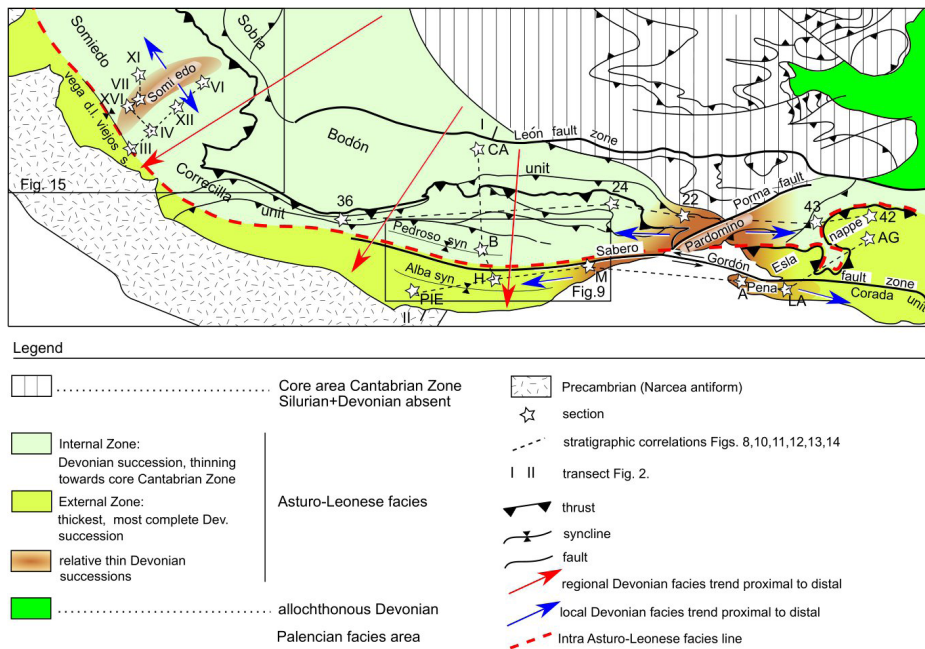 Somiedo
Sobia
XI
VII
Somiedo
VI
XVI
XII
IV
III
vega d.l. viejos s
Fig. 15
Bodón
I
León fault zone
CA
Correcilla
unit
36
unit
24
22
Porma fault
43
42
nappe
AG
Pedroso syn
B
Sabero
Pardomino
Gordón
Esla
fault zone
Alba syn
H
M
PIE
II
Fig.9
A
Pena
LA
Corada
unit
Legend
Core area Cantabrian Zone
Silurian+Devonian absent
Internal Zone:
Devonian succession, thinning
towards core Cantabrian Zone
External Zone:
thickest, most complete Dev.
succession
Asturo-Leonese facies
relative thin Devonian
successions
allochthonous Devonian
Palencian facies area
Precambrian (Narcea antiform)
section
stratigraphic correlations Figs. 8,10,11,12,13,14
I II transect Fig. 2.
thrust
syncline
fault
regional Devonian facies trend proximal to distal
local Devonian facies trend proximal to distal
Intra Asturo-Leonese facies line